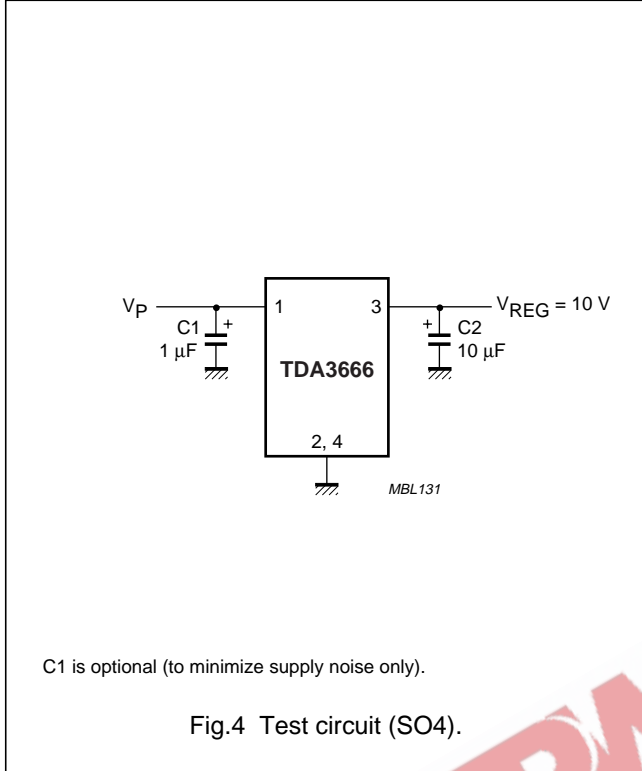 V_P
1
3
V_REG = 10 V
C1
+
1 μF
+
C2
10 μF
TDA3666
2, 4
MBL131
C1 is optional (to minimize supply noise only).
Fig.4 Test circuit (SO4).